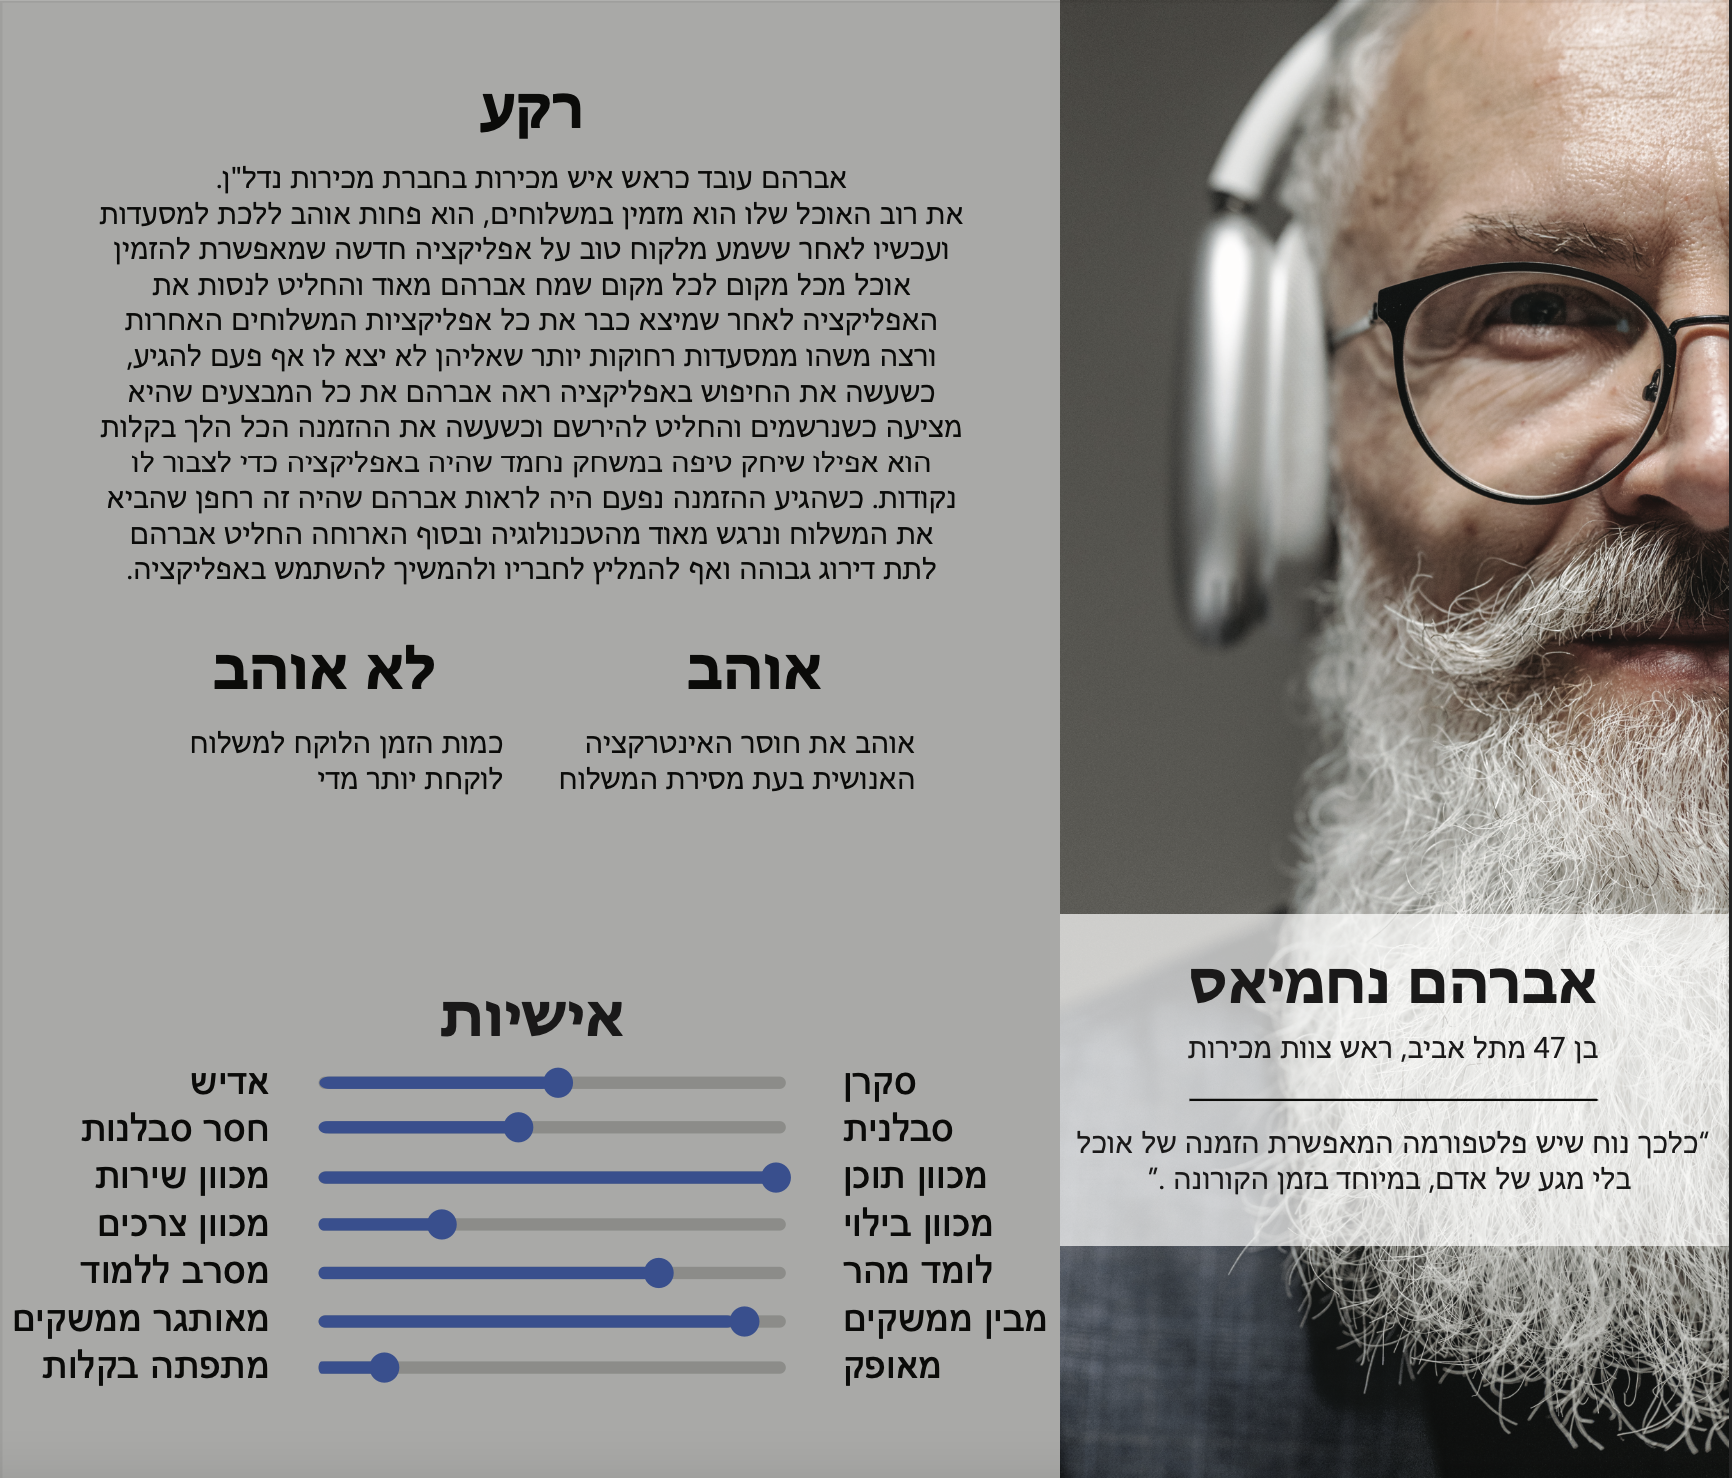 רקע
אברהם עובד כראש איש מכירות בחברת מכירות נדל"ן.
את רוב האוכל שלו הוא מזמין במשלוחים, הוא פחות אוהב ללכת למסעדות
ועכשיו לאחר ששמע מלקוח טוב על אפליקציה חדשה שמאפשרת להזמין
אוכל מכל מקום לכל מקום שמח אברהם מאוד והחליט לנסות את
האפליקציה לאחר שמיצא כבר את כל אפליקציות המשלוחים האחרות
ורצה משהו ממסעדות רחוקות יותר שאליהן לא יצא לו אף פעם להגיע,
כשעשה את החיפוש באפליקציה ראה אברהם את כל המבצעים שהיא
מציעה כשנרשמים והחליט להירשם וכשעשה את ההזמנה הכל הלך בקלות
הוא אפילו שיחק טיפה במשחק נחמד שהיה באפליקציה כדי לצבור לו
נקודות. כשהגיע ההזמנה נפעם היה לראות אברהם שהיה זה רחפן שהביא
את המשלוח ונרגש מאוד מהטכנולוגיה ובסוף הארוחה החליט אברהם
לתת דירוג גבוהה ואף להמליץ לחבריו ולהמשיך להשתמש באפליקציה.
אוהב
אוהב את חוסר האינטרקציה
האנושית בעת מסירת המשלוח
לא אוהב
כמות הזמן הלוקח למשלוח
לוקחת יותר מדי
אישיות
סקרן אדיש
סבלנית חסר סבלנות
מכוון תוכן מכוון שירות
מכוון בילוי מכוון צרכים
לומד מהר מסרב ללמוד
מבין ממשקים מאותגר ממשקים
מאופק מתפתה בקלות
אברהם נחמיאס
בן 47 מתל אביב, ראש צוות מכירות
“כלכך נוח שיש פלטפורמה המאפשרת הזמנה של אוכל
בלי מגע של אדם, במיוחד בזמן הקורונה .”